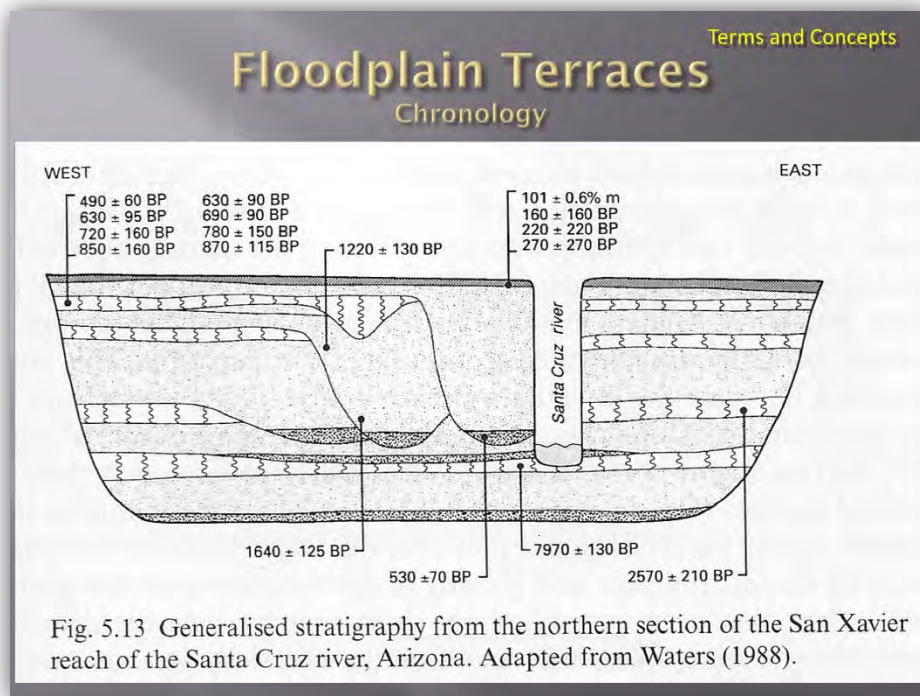 Terms and Concepts
Floodplain Terraces
Chronology
WEST
EAST
490 ± 60 BP 630 ± 90 BP
630 ± 95 BP 690 ± 90 BP
720 ± 160 BP 780 ± 150 BP
850 ± 160 BP 870 ± 115 BP
1220 ± 130 BP
101 ± 0.6% m
160 ± 160 BP
220 ± 220 BP
270 ± 270 BP
Santa Cruz river
1640 ± 125 BP
530 ±70 BP
7970 ± 130 BP
2570 ± 210 BP
Fig. 5.13 Generalised stratigraphy from the northern section of the San Xavier
reach of the Santa Cruz river, Arizona. Adapted from Waters (1988).